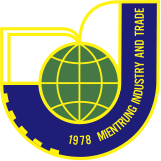 1978 MIENTRUNG INDUSTRY AND TRADE